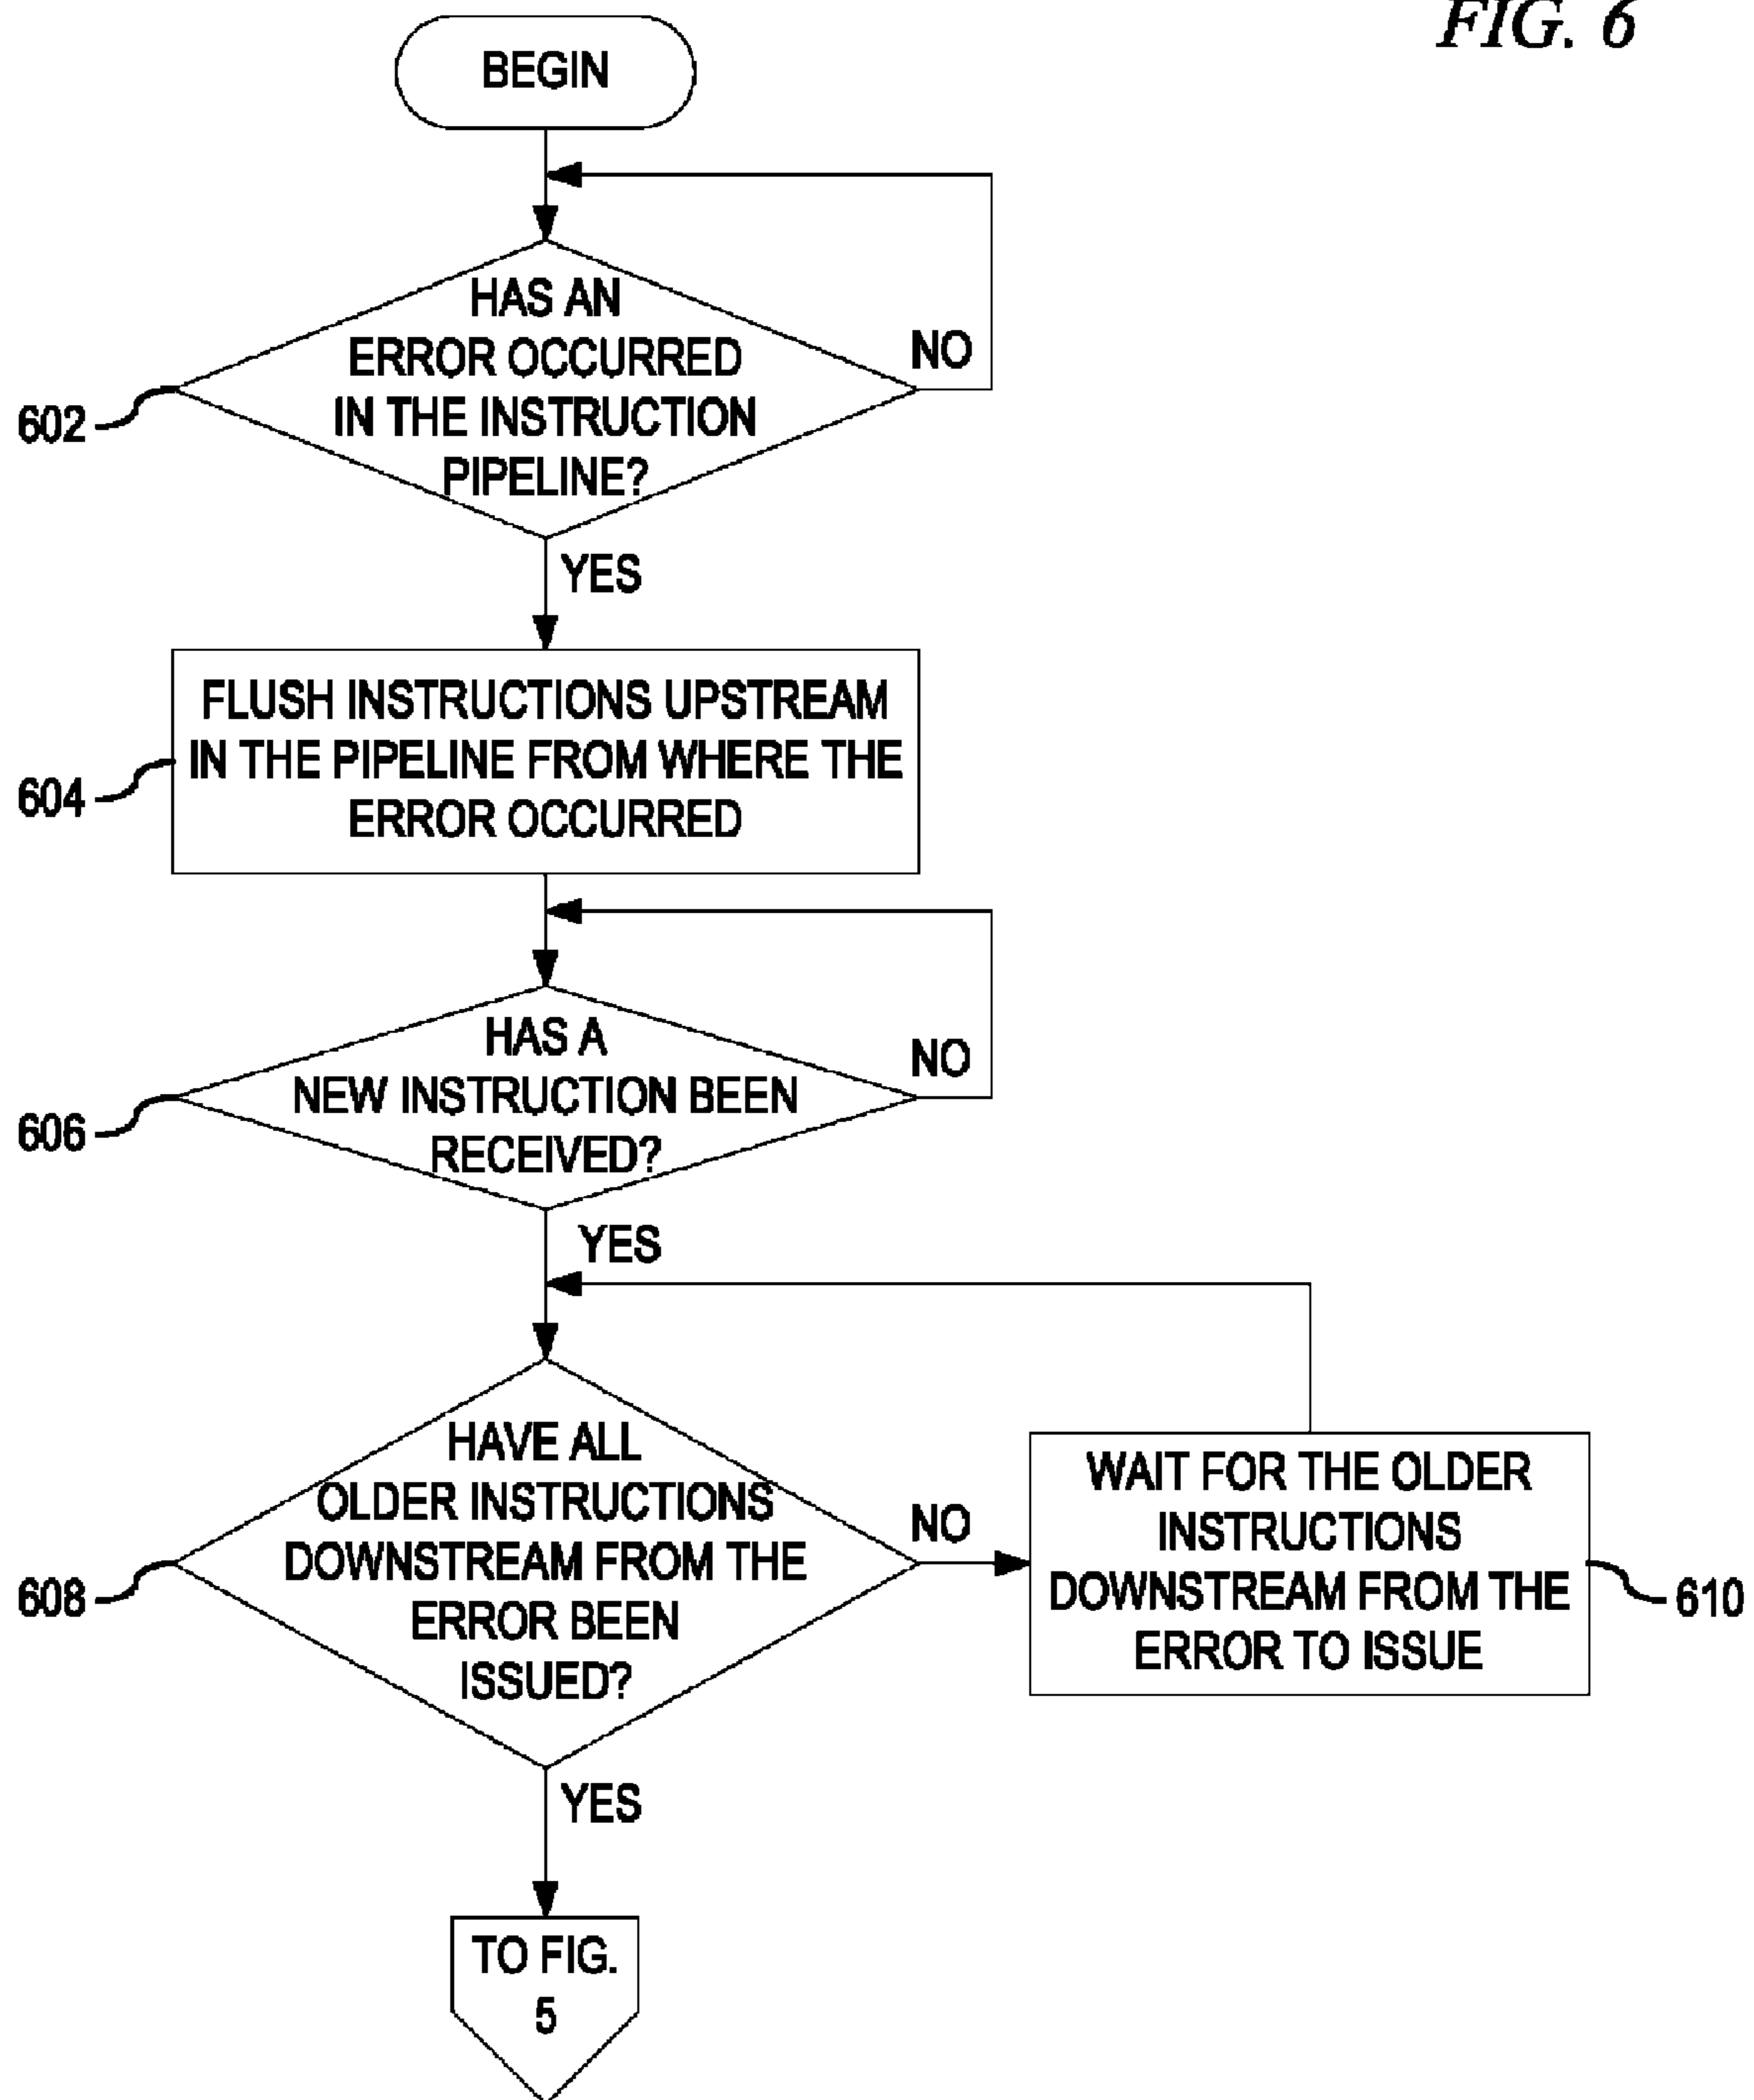 FIG. 6
BEGIN
HAS AN
ERROR OCCURRED
IN THE INSTRUCTION
PIPELINE?
NO
602
YES
FLUSH INSTRUCTIONS UPSTREAM
IN THE PIPELINE FROM WHERE THE
ERROR OCCURRED
604
HAS A
NEW INSTRUCTION BEEN
RECEIVED?
NO
606
YES
HAVE ALL
OLDER INSTRUCTIONS
DOWNSTREAM FROM THE
ERROR BEEN
ISSUED?
NO
608
WAIT FOR THE OLDER
INSTRUCTIONS
DOWNSTREAM FROM THE
ERROR TO ISSUE
610
YES
TO FIG.
5